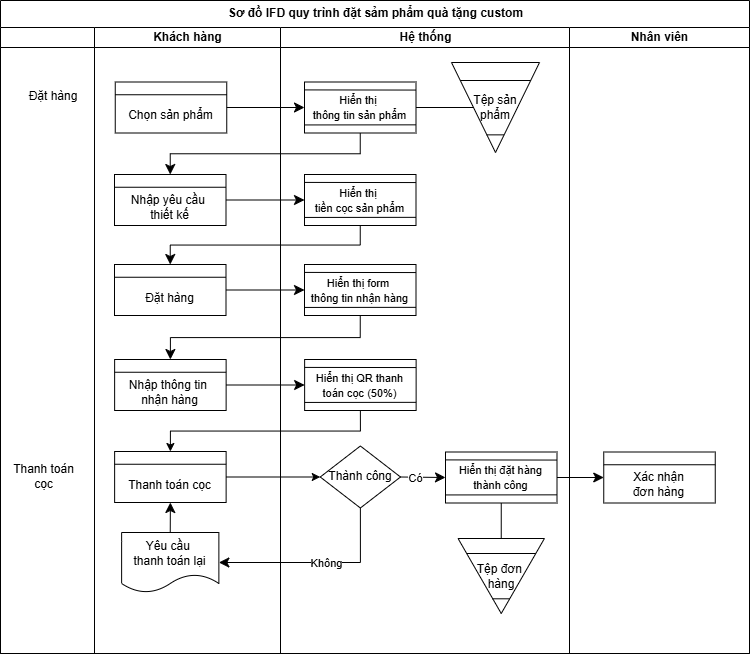 Sơ đồ IFD quy trình đặt sảm phẩm quà tặng custom
Khách hàng
Hệ thống
Nhân viên
Đặt hàng
Chọn sản phẩm
Hiển thị
thông tin sản phẩm
Tệp sản
phẩm
Nhập yêu cầu
thiết kế
Hiển thị
tiền cọc sản phẩm
Đặt hàng
Hiển thị form
thông tin nhận hàng
Nhập thông tin
nhận hàng
Hiển thị QR thanh
toán cọc (50%)
Thanh toán
cọc
Thanh toán cọc
Thành công
Có
Hiển thị đặt hàng
thành công
Xác nhận
đơn hàng
Yêu cầu
thanh toán lại
Không
Tệp đơn
hàng